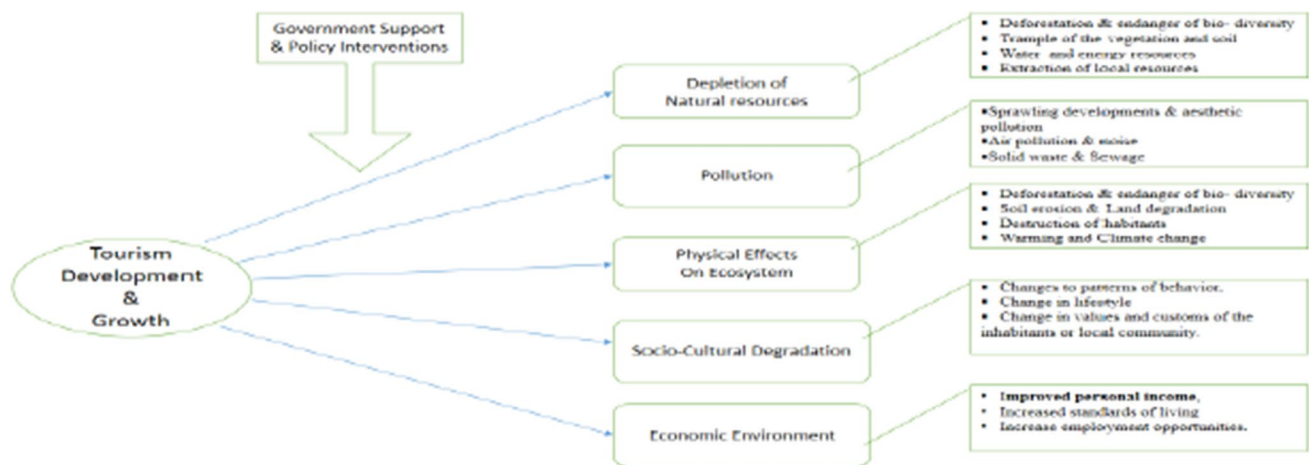 Government Support
& Policy Interventions
Tourism
Development
&
Growth
Depletion of
Natural resources
Pollution
Physical Effects
On Ecosystem
Socio-Cultural Degradation
Economic Environment
▪ Deforestation & endanger of bio- diversity
▪ Trample of the vegetation and soil
▪ Water and energy resources
▪ Extraction of local resources
▪Sprawling developments & aesthetic
pollution
▪Air pollution & noise
▪Solid waste & Sewage
▪ Deforestation & endanger of bio- diversity
▪ Soil erosion & Land degradation
▪ Destruction of habitants
▪ Warming and Climate change
▪ Changes to patterns of behavior.
▪ Change in lifestyle
▪ Change in values and customs of the
inhabitants or local community.
• Improved personal income,
• Increased standards of living
• Increase employment opportunities.